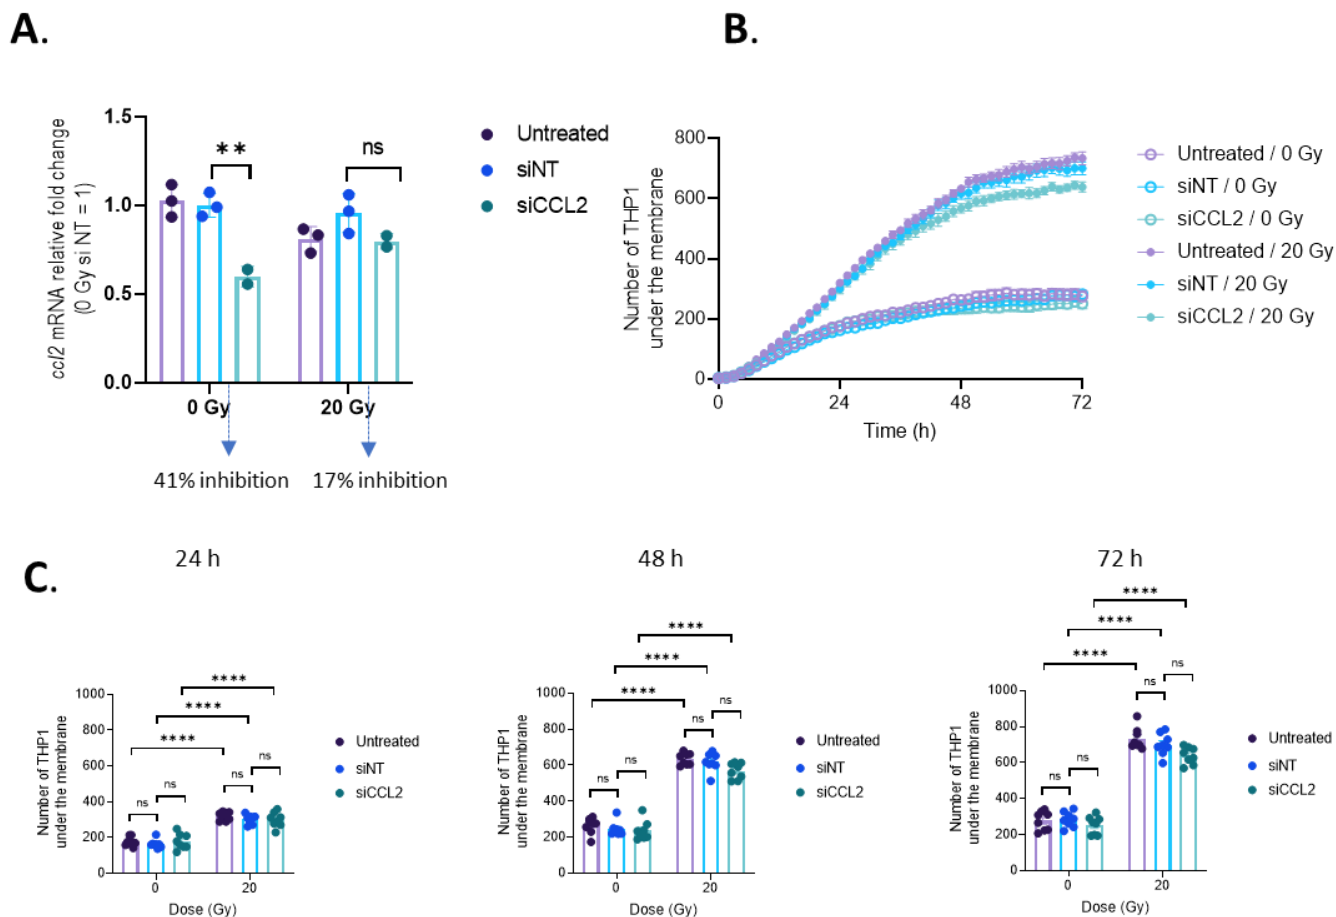 A.
B.
1.5
1.0
0.5
0.0
ccl2 mRNA relative fold change
(0 Gy si NT = 1)
**
ns
Untreated
siNT
siCCL2
0 Gy
20 Gy
41% inhibition
17% inhibition
800
600
400
200
0
Number of THP1
under the membrane
0
24
48
72
Time (h)
Untreated / 0 Gy
siNT / 0 Gy
siCCL2 / 0 Gy
Untreated / 20 Gy
siNT / 20 Gy
siCCL2 / 20 Gy
C.
24 h
1000
800
600
400
200
0
Number of THP1
under the membrane
****
****
****
ns
ns
ns
ns
0
20
Dose (Gy)
Untreated
siNT
siCCL2
48 h
1000
800
600
400
200
0
Number of THP1
under the membrane
****
****
****
ns
ns
ns
ns
0
20
Dose (Gy)
Untreated
siNT
siCCL2
72 h
1000
800
600
400
200
0
Number of THP1
under the membrane
****
****
****
ns
ns
ns
ns
0
20
Dose (Gy)
Untreated
siNT
siCCL2